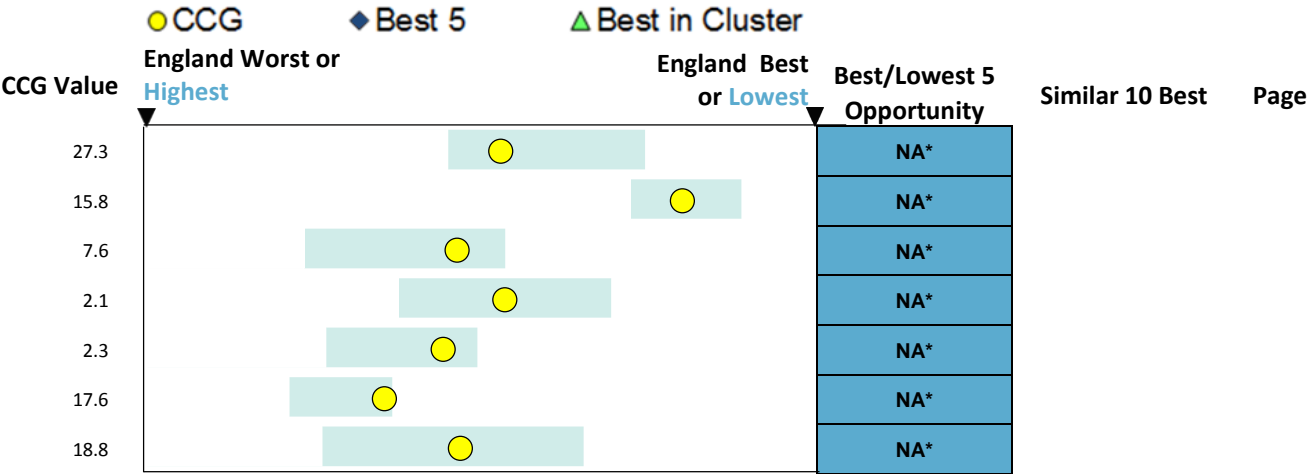 CCG Best 5 Best in Cluster
CCG Value England Worst or Highest England Best or Lowest Best/Lowest 5 Opportunity Similar 10 Best Page
27.3 NA*
15.8 NA*
7.6 NA*
2.1 NA*
2.3 NA*
17.6 NA*
18.8 NA*